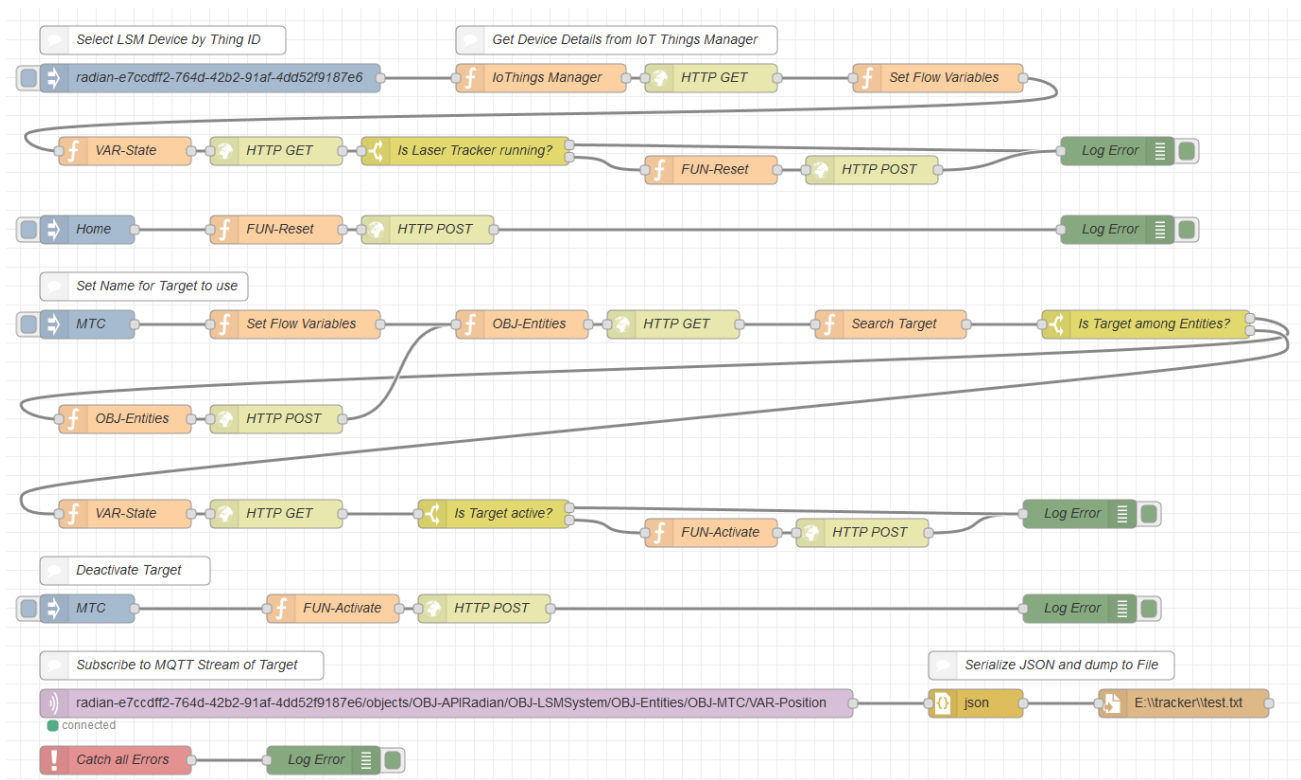 Select LSM Device by Thing ID
Get Device Details from IoT Things Manager
radian-e7ccdff2-764d-42b2-91af-4dd52f9187e6
IoThings Manager
HTTP GET
Set Flow Variables
VAR-State
HTTP GET
Is Laser Tracker running?
Log Error
FUN-Reset
HTTP POST
Home
FUN-Reset
HTTP POST
Log Error
Set Name for Target to use
MTC
Set Flow Variables
OBJ-Entities
HTTP GET
Search Target
Is Target among Entities?
OBJ-Entities
HTTP POST
VAR-State
HTTP GET
Is Target active?
Log Error
FUN-Activate
HTTP POST
Deactivate Target
MTC
FUN-Activate
HTTP POST
Log Error
Subscribe to MQTT Stream of Target
Serialize JSON and dump to File
radian-e7ccdff2-764d-42b2-91af-4dd52f9187e6/objects/OBJ-APIRadian/OBJ-LSMSystem/OBJ-Entities/OBJ-MTC/VAR-Position
json
E:\\tracker\\test.txt
connected
Catch all Errors
Log Error